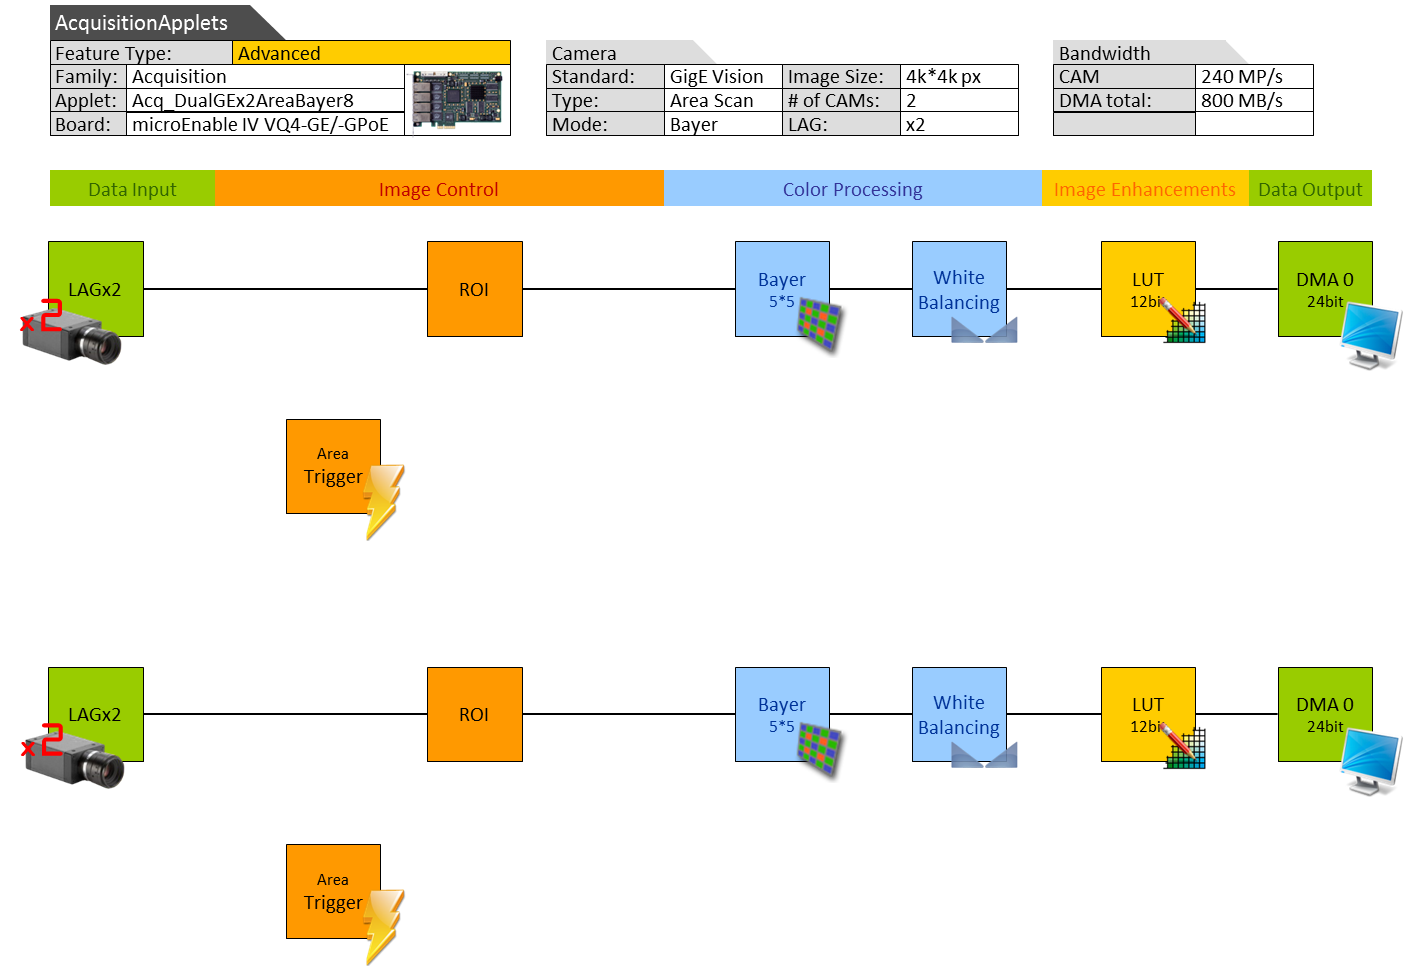 AcquisitionApplets
Feature Type: Advanced
Family: Acquisition
Applet: Acq_DualGEx2AreaBayer8
Board: microEnable IV VQ4-GE/-GPoE
Camera
Standard: GigE Vision Image Size: 4k*4k px
Type: Area Scan # of CAMs: 2
Mode: Bayer LAG: x2
Bandwidth
CAM 240 MP/s
DMA total: 800 MB/s
Data Input Image Control Color Processing Image Enhancements Data Output
LAGx2
x2
ROI
Bayer
5*5
White
Balancing
LUT
12bit
DMA 0
24bit
Area
Trigger
LAGx2
x2
ROI
Bayer
5*5
White
Balancing
LUT
12bit
DMA 0
24bit
Area
Trigger